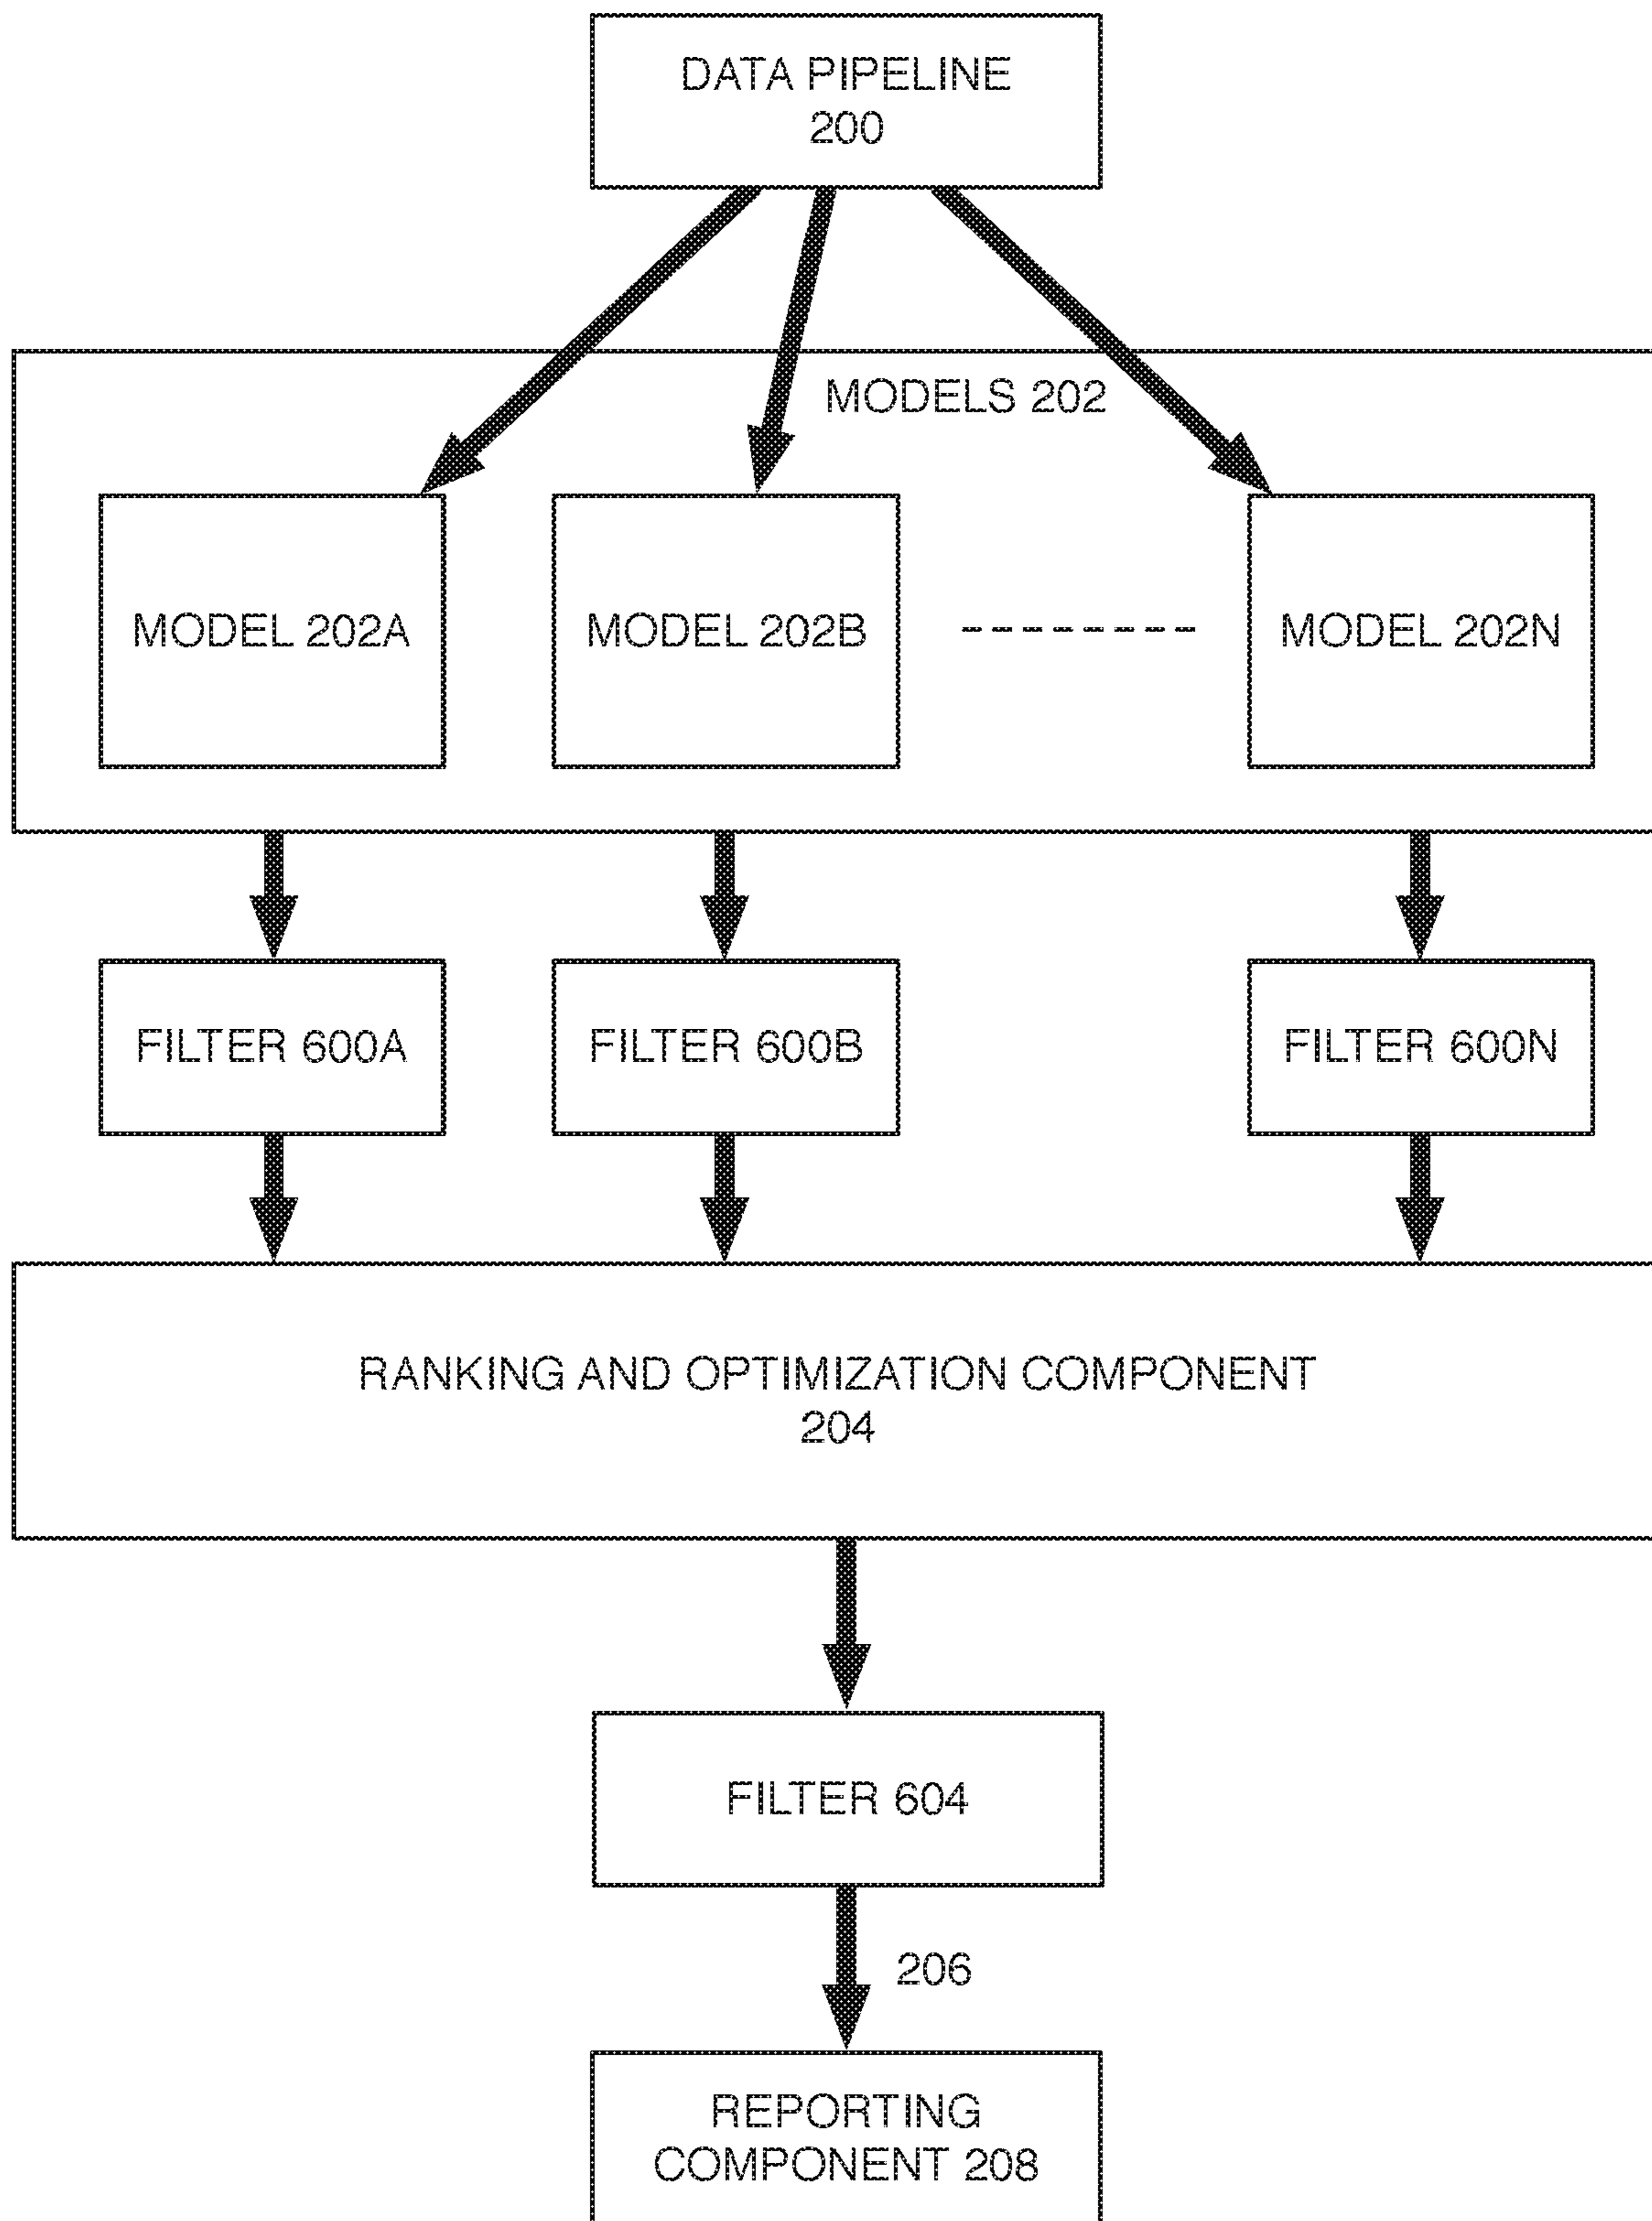 DATA PIPELINE
200
MODELS 202
MODEL 202A
MODEL 202B
MODEL 202N
FILTER 600A
FILTER 600B
FILTER 600N
RANKING AND OPTIMIZATION COMPONENT
204
FILTER 604
206
REPORTING
COMPONENT 208